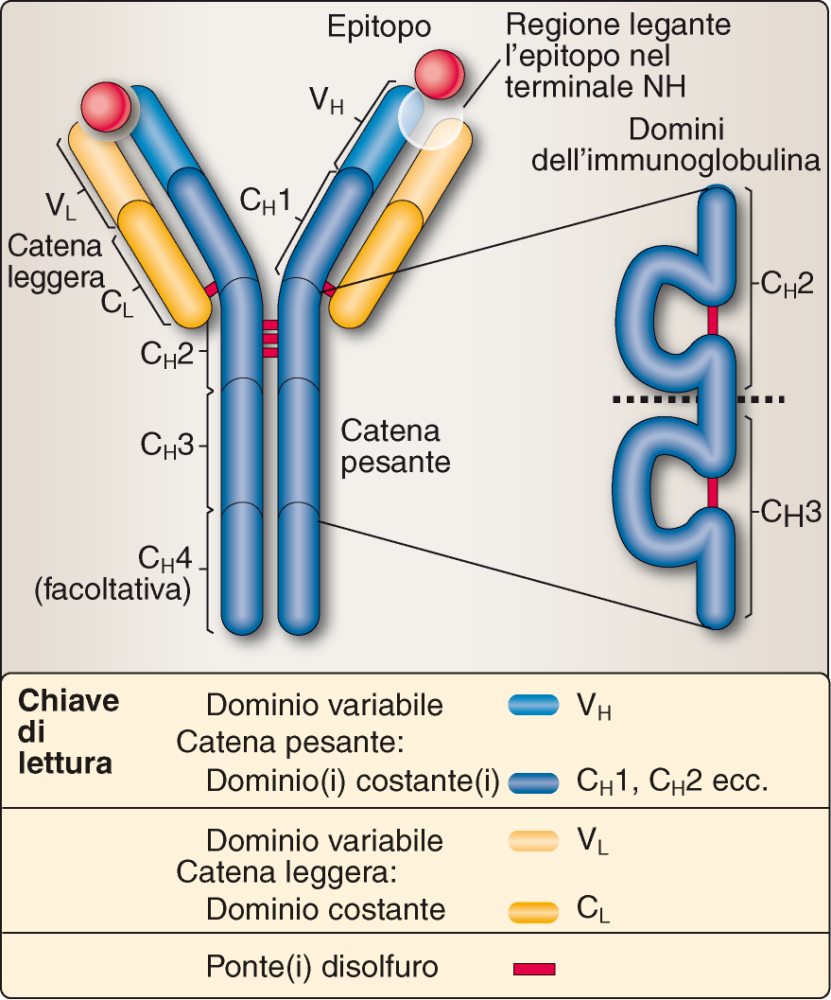 Epitopo
Regione legante
l'epitopo nel
terminale NH
VH
Domini
dell'immunoglobulina
VL
CH1
Catena
leggera
CL
CH2
CH2
CH3
Catena
pesante
CH3
CH4
(facoltativa)
Chiave
di
lettura
Dominio variabile VH
Catena pesante:
Dominio(i) costante(i) CH1, CH2 ecc.
Dominio variabile VL
Catena leggera:
Dominio costante CL
Ponte(i) disolfuro